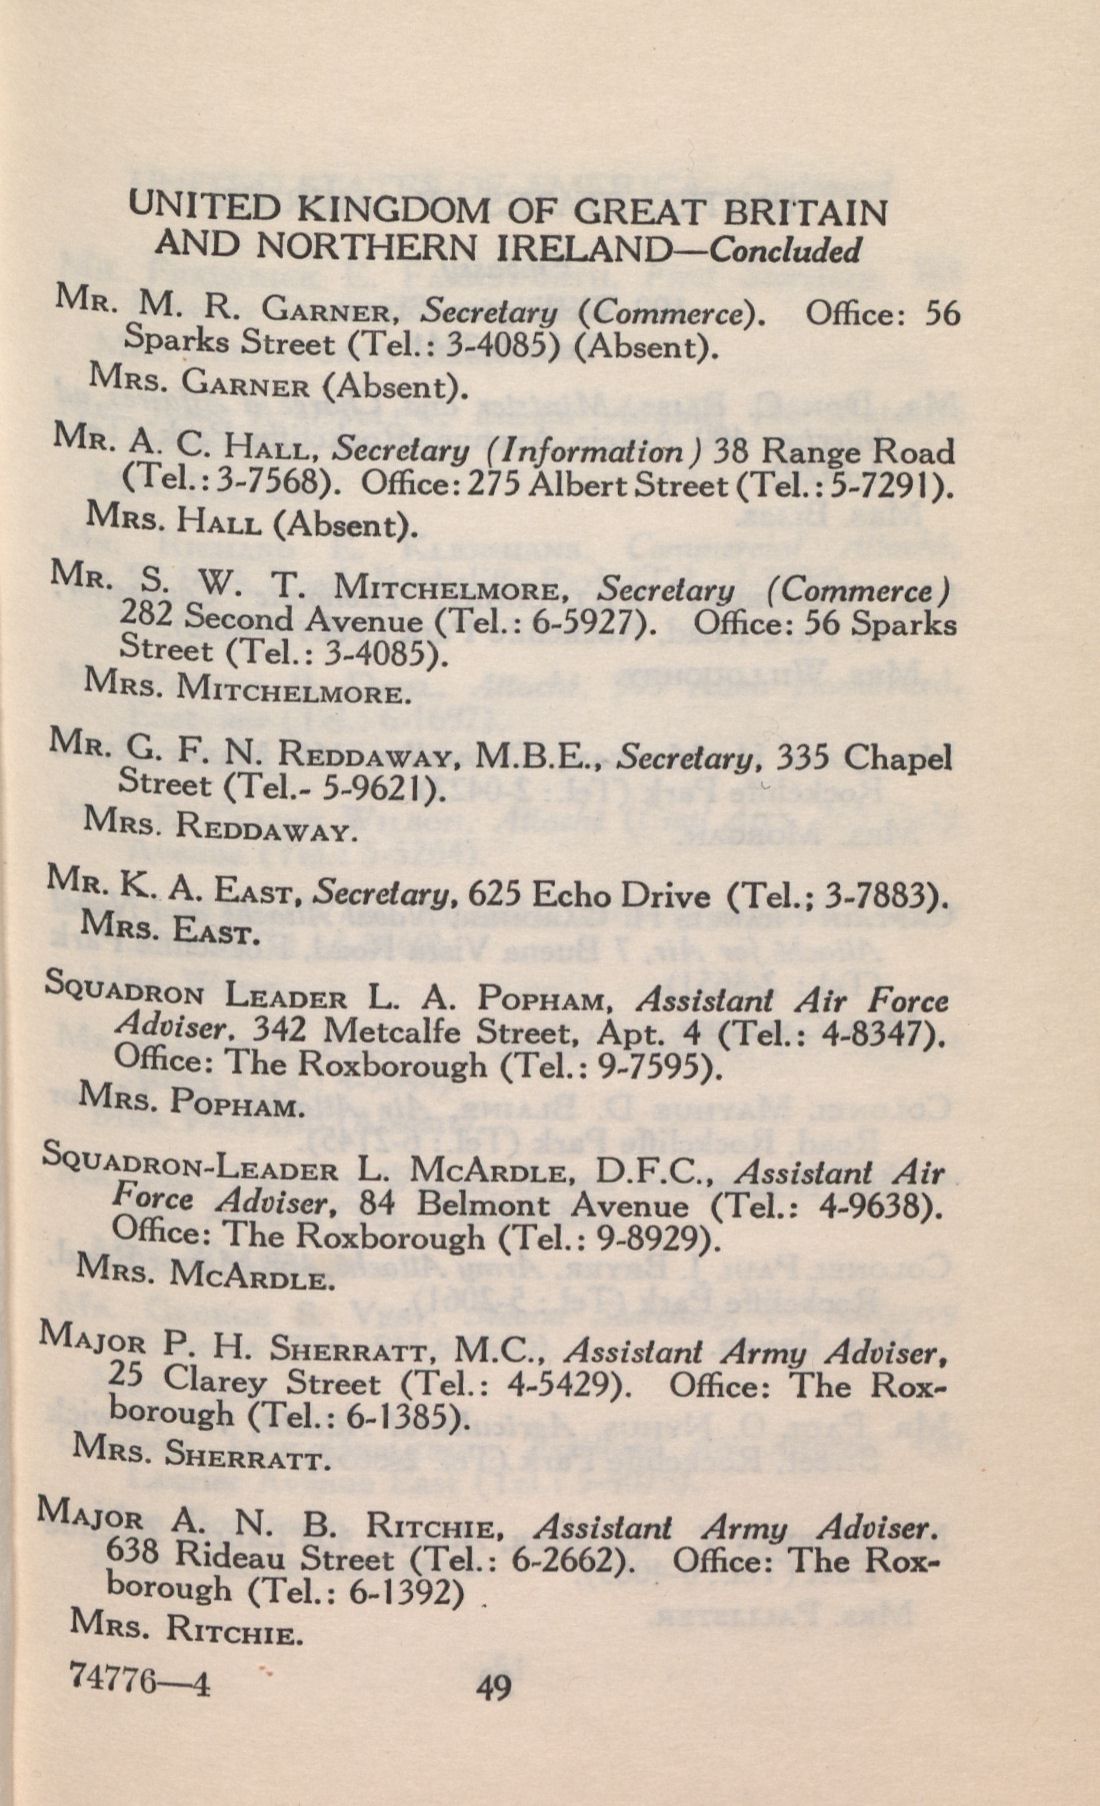 UNITED KINGDOM OF GREAT BRITAIN
AND NORTHERN IRELAND—Concluded
MR. M. R. GARNER, Secretary (Commerce). Office: 56
Sparks Street (Tel.: 3-4085) (Absent).
MRS. GARNER (Absent).
MR. A. C. HALL, Secretary (Information) 38 Range Road
(Tel.: 3-7568). Office: 275 Albert Street (Tel.: 5-7291).
MRS. HALL (Absent).
MR. S. W. T. MITCHELMORE, Secretary (Commerce)
282 Second Avenue (Tel.: 6-5927). Office: 56 Sparks
Street (Tel.: 3-4085).
MRS. MITCHELMORE.
MR. G. F. N. REDDAWAY, M.B.E., Secretary, 335 Chapel
Street (Tel.- 5-9621).
MRS. REDDAWAY.
MR. K. A. EAST, Secretary, 625 Echo Drive (Tel.; 3-7883).
MRS. EAST.
SQUADRON LEADER L. A. POPHAM, Assistant Air Force
Adviser. 342 Metcalfe Street, Apt. 4 (Tel.: 4-8347).
Office: The Roxborough (Tel.: 9-7595).
MRS. POPHAM.
SQUADRON-LEADER L. MCARDLE, D.F.C., Assistant Air
Force Adviser, 84 Belmont Avenue (Tel.: 4-9638).
Office: The Roxborough (Tel.: 9-8929).
MRS. MCARDLE.
MAJOR P. H. SHERRATT, M.C., Assistant Army Adviser,
25 Clarey Street (Tel.: 4-5429). Office: The Rox-
borough (Tel.: 6-1385).
MRS. SHERRATT.
MAJOR A. N. B. RITCHIE, Assistant Army Adviser.
638 Rideau Street (Tel.: 6-2662). Office: The Rox-
borough (Tel.: 6-1392) .
MRS. RITCHIE.
74776—4
49